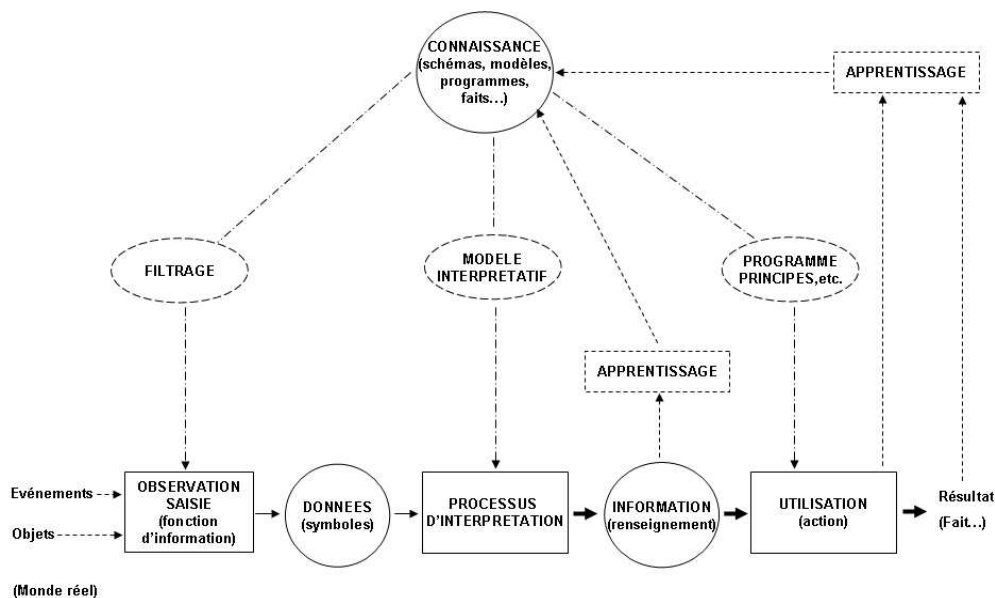 CONNAISSANCE
(schémas, modèles,
programmes,
faits...)
APPRENTISSAGE
FILTRAGE
MODELE
INTERPRETATIF
PROGRAMME
PRINCIPES,etc.
APPRENTISSAGE
Evénements
Objets
OBSERVATION
SAISIE
(fonction
d'information)
DONNEES
(symboles)
PROCESSUS
D'INTERPRETATION
INFORMATION
(renseignement)
UTILISATION
(action)
Résultat
(Fait...)
(Monde réel)